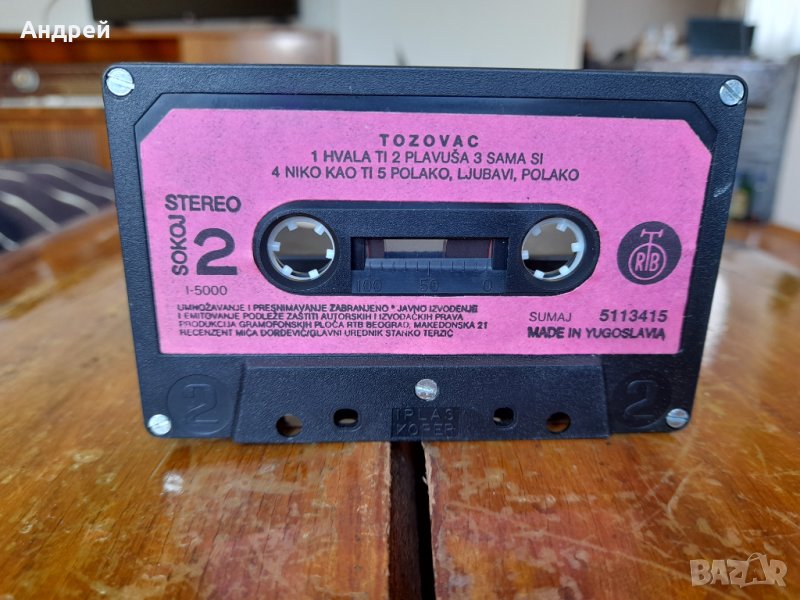 Андрей
TOZOVAC
1 HVALA TI 2 PLAVUŠA 3 SAMA SI
4 NIKO KAO TI 5 POLAKO, LJUBAVI, POLAKO
STEREO
SOKOJ
2
I-5000
RTB
100 50 0
UMNOŽAVANJE I PRESNIMAVANJE ZABRANJENO * JAVNO IZVOĐENJE
I EMITOVANJE PODLEŽE ZAŠTITI AUTORSKIH I IZVOĐAČKIH PRAVA
PRODUKCIJA GRAMOFONSKIH PLOČA RTB BEOGRAD, MAKEDONSKA 21
RECENZENT MIĆA ĐORĐEVIĆ/GLAVNI UREDNIK STANKO TERZIĆ
SUMAJ 5113415
MADE IN YUGOSLAVIA
2
2
IPLAS
KOPER
BAZAR